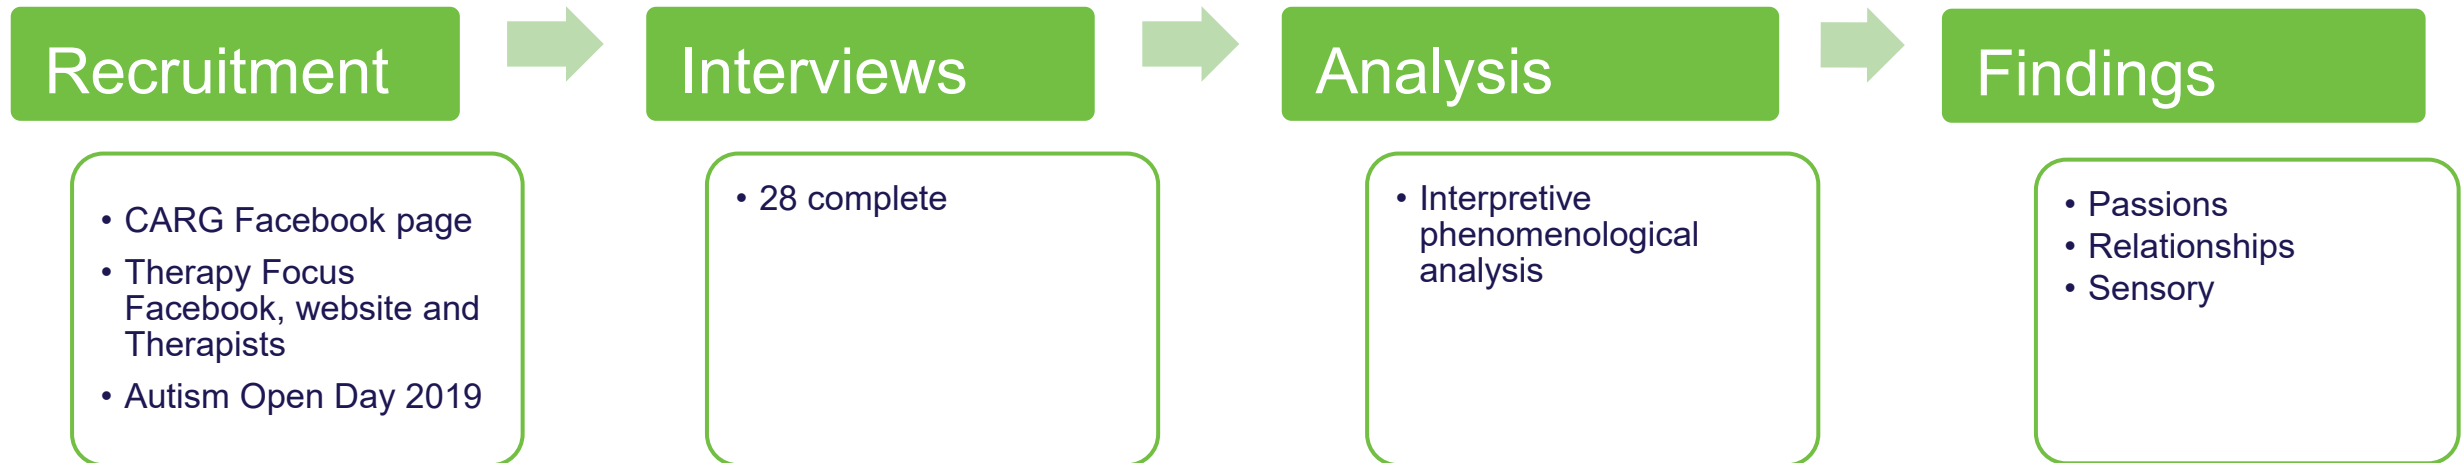 Recruitment
• CARG Facebook page
• Therapy Focus
Facebook, website and
Therapists
• Autism Open Day 2019
Interviews
• 28 complete
Analysis
• Interpretive
phenomenological
analysis
Findings
• Passions
• Relationships
• Sensory